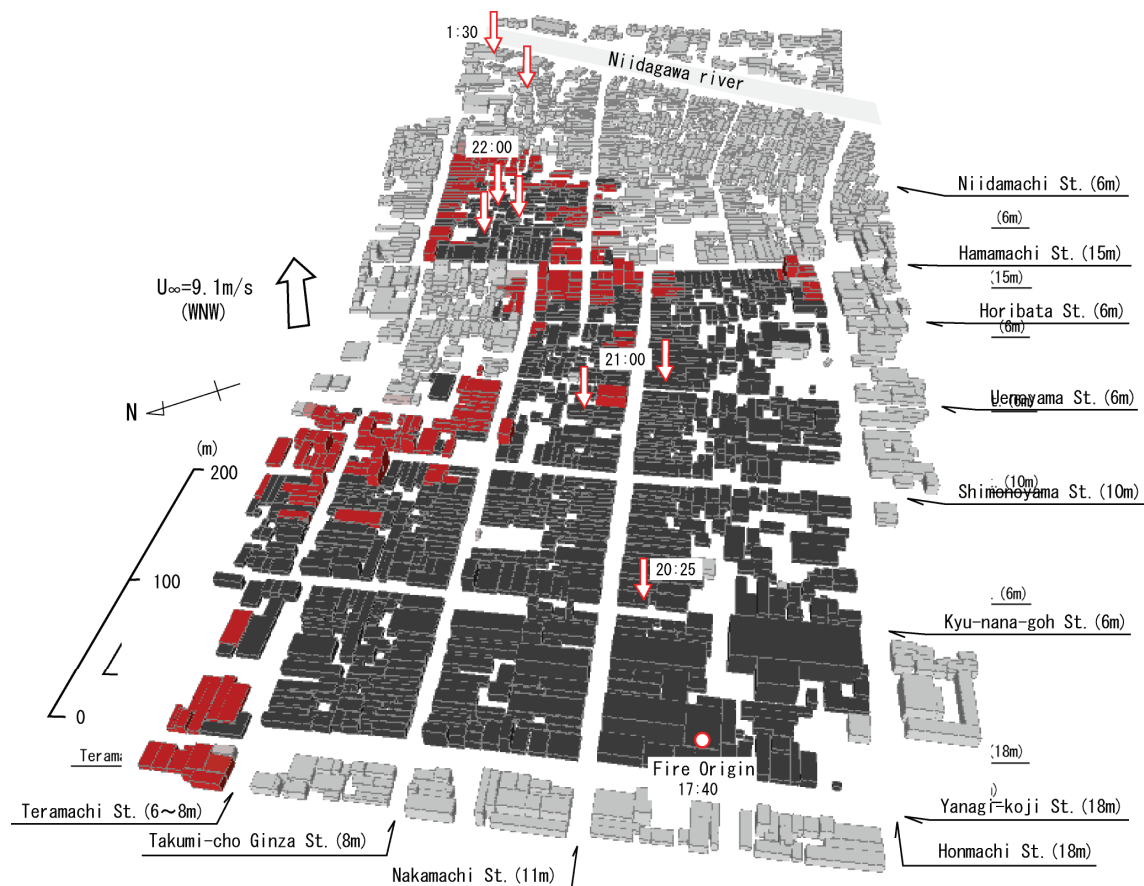 1:30
Niidagawa river
22:00
Niidamachi St. (6m)
(6m)
Hamamachi St. (15m)
(15m)
U∞=9.1m/s
(WNW)
Horibata St. (6m)
(6m)
21:00
N
Uenoyama St. (6m)
(m)
200
(10m)
Shimonoyama St. (10m)
100
20:25
. (6m)
Kyu-nana-goh St. (6m)
0
Terama
(18m)
Fire Origin
17:40
)
Teramachi St. (6～8m)
Yanagi-koji St. (18m)
Takumi-cho Ginza St. (8m)
Honmachi St. (18m)
Nakamachi St. (11m)